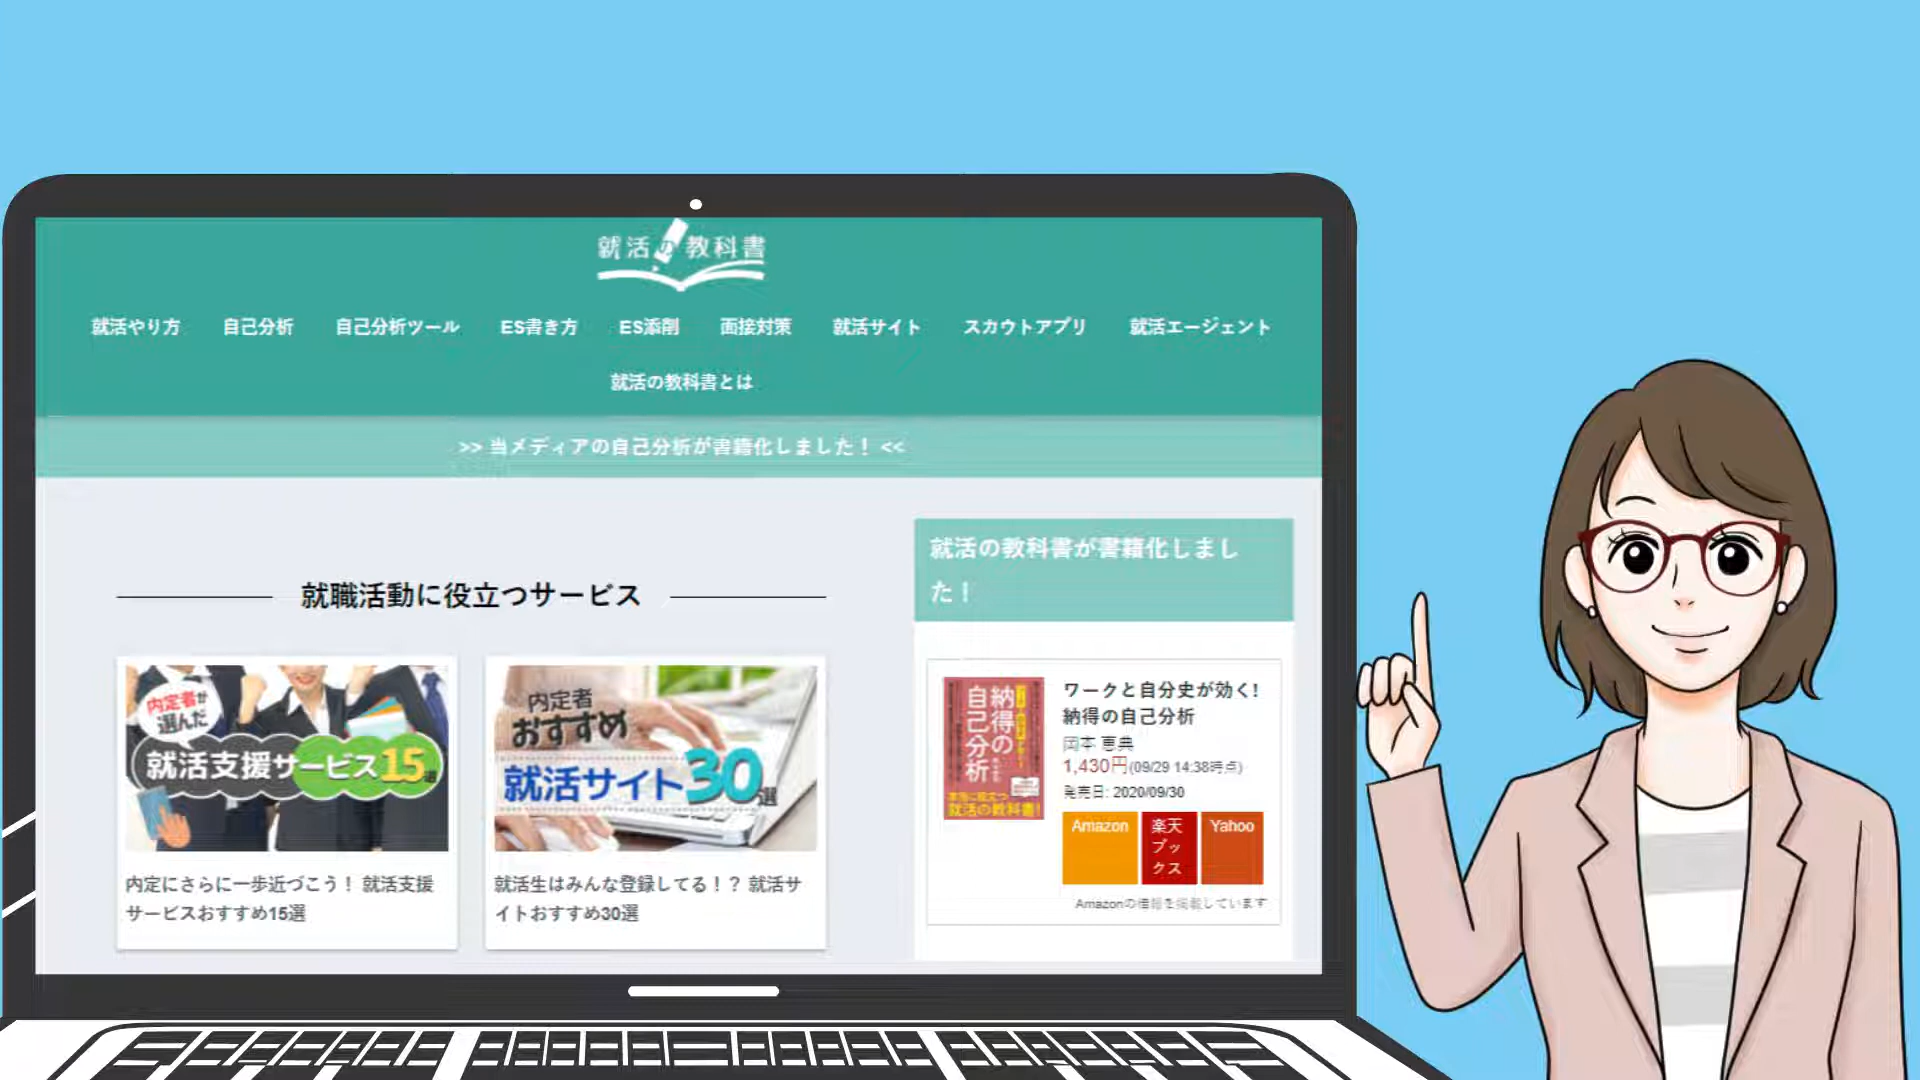 就活の教科書
就活やり方 自己分析 自己分析ツール ES書き方 ES添削 面接対策 就活サイト スカウトアプリ 就活エージェント
就活の教科書とは
>> 当メディアの自己分析が書籍化しました！ <<
就職活動に役立つサービス
内定者が
選んだ
就活支援サービス15選
内定にさらに一歩近づこう！ 就活支援
サービスおすすめ15選
内定者
おすすめ
就活サイト30選
就活生はみんな登録してる！？ 就活サ
イトおすすめ30選
就活の教科書が書籍化しまし
た！
納得の
自己分析
就活の教科書!
ワークと自分史が効く!
納得の自己分析
岡本 恵典
1,430円(09/29 14:38時点)
発売日: 2020/09/30
Amazon
楽天
ブッ
クス
Yahoo
Amazonの情報を掲載しています